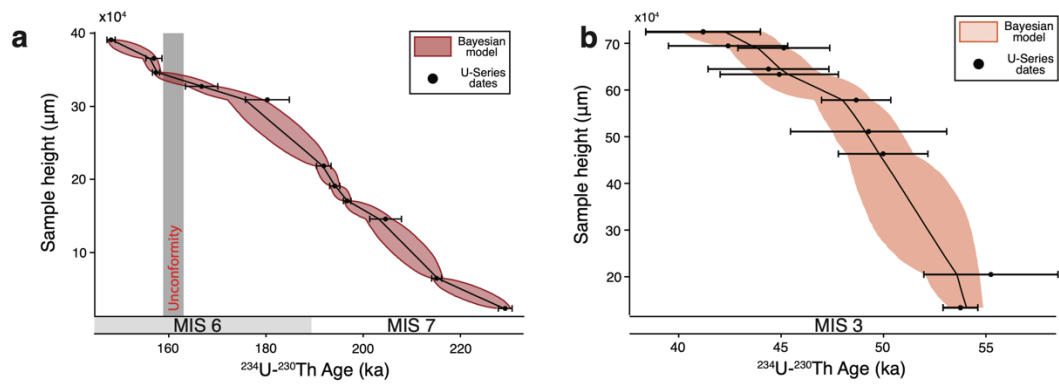 a
x10⁴
40
30
20
10
Sample height (μm)
Bayesian
model
U-Series
dates
Unconformity
MIS 6
MIS 7
160
180
200
220
²³⁴U-²³⁰Th Age (ka)
b
x10⁴
70
60
50
40
30
20
Sample height (μm)
Bayesian
model
U-Series
dates
MIS 3
40
45
50
55
²³⁴U-²³⁰Th Age (ka)